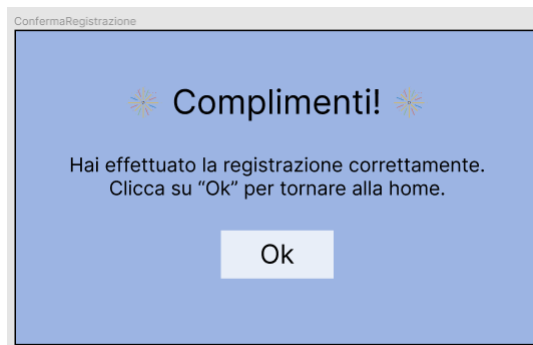 ConfermaRegistrazione
Complimenti!
Hai effettuato la registrazione correttamente.
Clicca su “Ok” per tornare alla home.
Ok